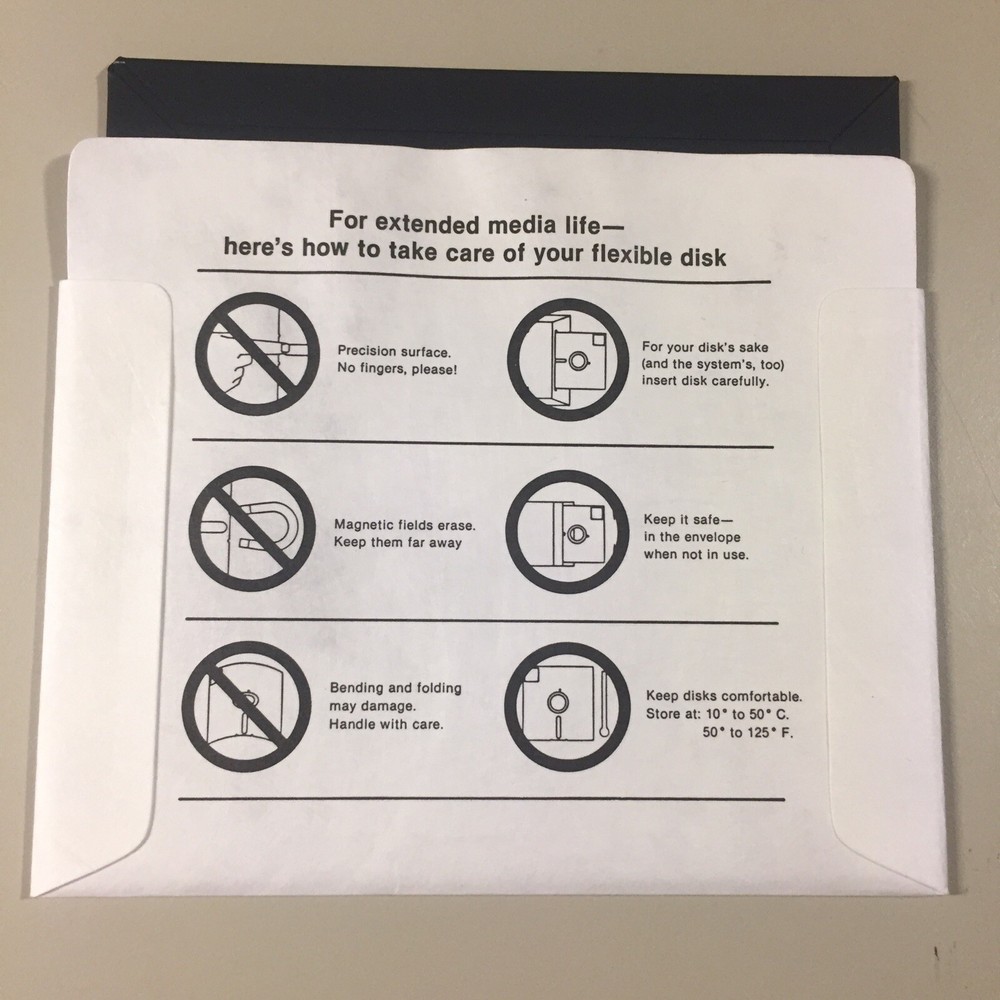 For extended media life—
here's how to take care of your flexible disk
Precision surface.
No fingers, please!
For your disk's sake
(and the system's, too)
insert disk carefully.
Magnetic fields erase.
Keep them far away
Keep it safe—
in the envelope
when not in use.
Bending and folding
may damage.
Handle with care.
Keep disks comfortable.
Store at: 10° to 50° C.
50° to 125° F.